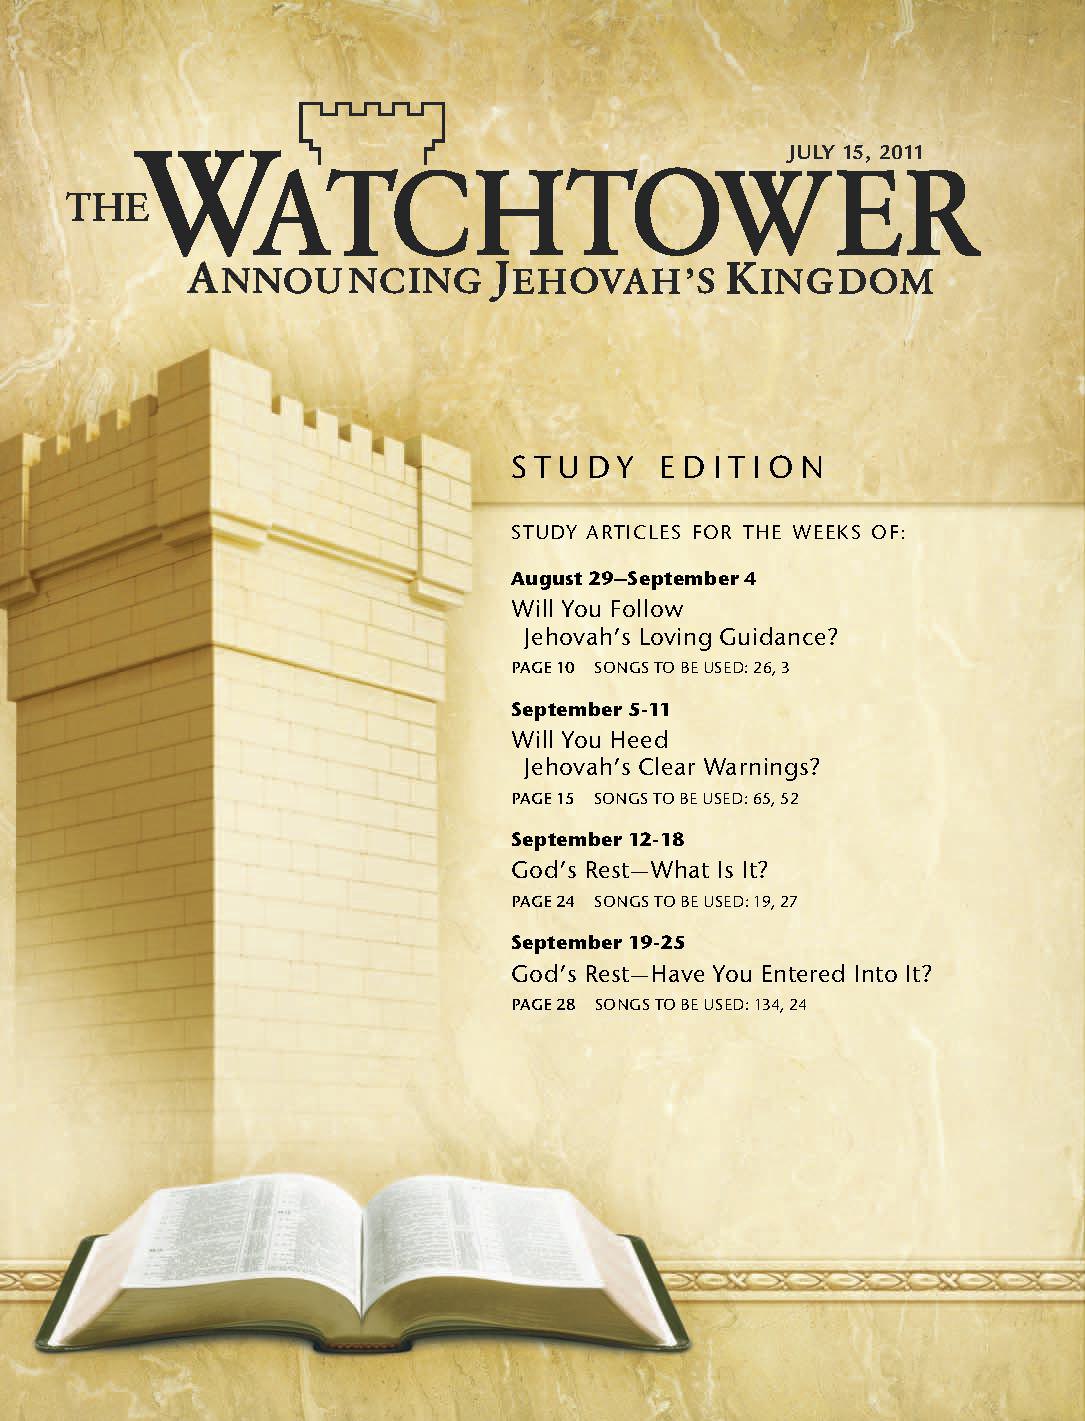 JULY 15, 2011
THE WATCHTOWER
ANNOUNCING JEHOVAH'S KINGDOM
STUDY EDITION
STUDY ARTICLES FOR THE WEEKS OF:
August 29–September 4
Will You Follow
Jehovah's Loving Guidance?
PAGE 10 SONGS TO BE USED: 26, 3
September 5-11
Will You Heed
Jehovah's Clear Warnings?
PAGE 15 SONGS TO BE USED: 65, 52
September 12-18
God's Rest—What Is It?
PAGE 24 SONGS TO BE USED: 19, 27
September 19-25
God's Rest—Have You Entered Into It?
PAGE 28 SONGS TO BE USED: 134, 24